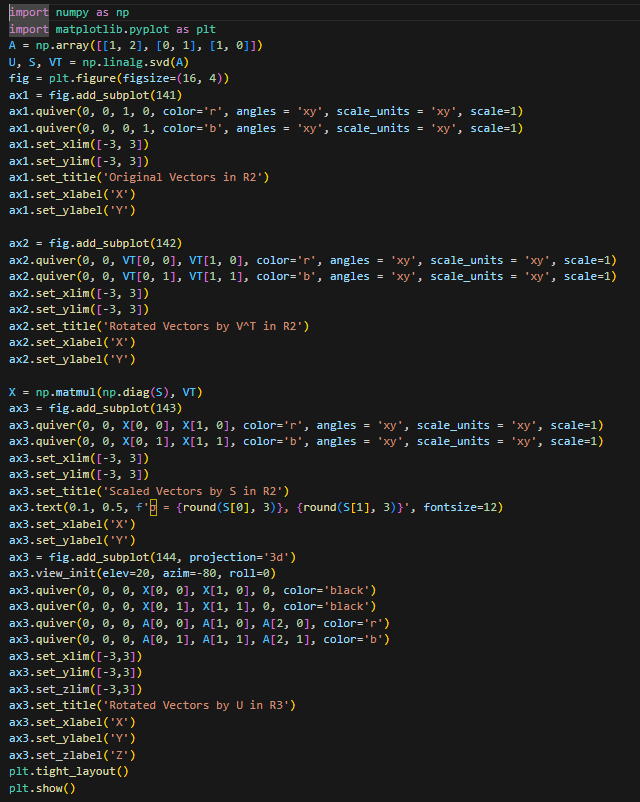 import numpy as np
import matplotlib.pyplot as plt
A = np.array([[1, 2], [0, 1], [1, 0]])
U, S, VT = np.linalg.svd(A)
fig = plt.figure(figsize=(16, 4))
ax1 = fig.add_subplot(141)
ax1.quiver(0, 0, 1, 0, color='r', angles = 'xy', scale_units = 'xy', scale=1)
ax1.quiver(0, 0, 0, 1, color='b', angles = 'xy', scale_units = 'xy', scale=1)
ax1.set_xlim([-3, 3])
ax1.set_ylim([-3, 3])
ax1.set_title('Original Vectors in R2')
ax1.set_xlabel('X')
ax1.set_ylabel('Y')
ax2 = fig.add_subplot(142)
ax2.quiver(0, 0, VT[0, 0], VT[1, 0], color='r', angles = 'xy', scale_units = 'xy', scale=1)
ax2.quiver(0, 0, VT[0, 1], VT[1, 1], color='b', angles = 'xy', scale_units = 'xy', scale=1)
ax2.set_xlim([-3, 3])
ax2.set_ylim([-3, 3])
ax2.set_title('Rotated Vectors by V^T in R2')
ax2.set_xlabel('X')
ax2.set_ylabel('Y')
X = np.matmul(np.diag(S), VT)
ax3 = fig.add_subplot(143)
ax3.quiver(0, 0, X[0, 0], X[1, 0], color='r', angles = 'xy', scale_units = 'xy', scale=1)
ax3.quiver(0, 0, X[0, 1], X[1, 1], color='b', angles = 'xy', scale_units = 'xy', scale=1)
ax3.set_xlim([-3, 3])
ax3.set_ylim([-3, 3])
ax3.set_title('Scaled Vectors by S in R2')
ax3.text(0.1, 0.5, f'σ = {round(S[0], 3)}, {round(S[1], 3)}', fontsize=12)
ax3.set_xlabel('X')
ax3.set_ylabel('Y')
ax3 = fig.add_subplot(144, projection='3d')
ax3.view_init(elev=20, azim=-80, roll=0)
ax3.quiver(0, 0, 0, X[0, 0], X[1, 0], 0, color='black')
ax3.quiver(0, 0, 0, X[0, 1], X[1, 1], 0, color='black')
ax3.quiver(0, 0, 0, A[0, 0], A[1, 0], A[2, 0], color='r')
ax3.quiver(0, 0, 0, A[0, 1], A[1, 1], A[2, 1], color='b')
ax3.set_xlim([-3,3])
ax3.set_ylim([-3,3])
ax3.set_zlim([-3,3])
ax3.set_title('Rotated Vectors by U in R3')
ax3.set_xlabel('X')
ax3.set_ylabel('Y')
ax3.set_zlabel('Z')
plt.tight_layout()
plt.show()